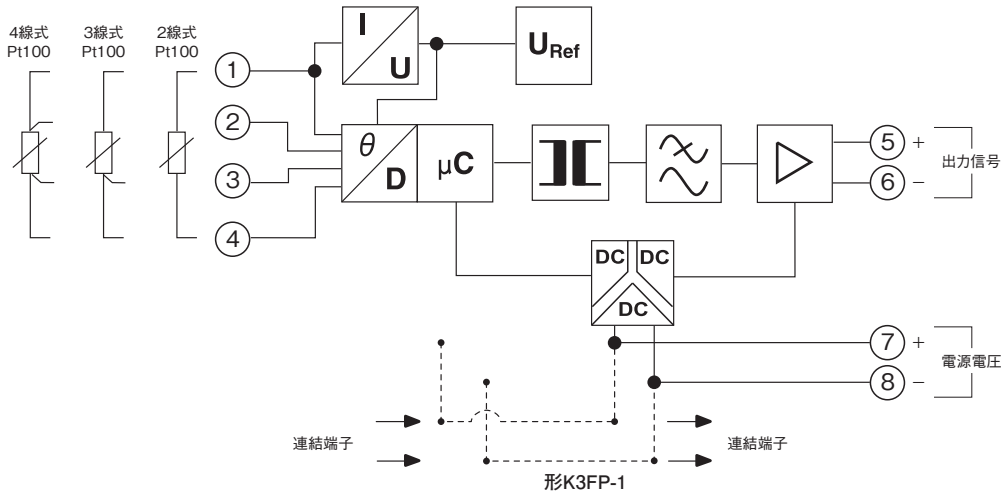 4線式
Pt100
3線式
Pt100
2線式
Pt100
1
2
3
4
I
U
URef
θ
D
μC
5 +
6 −
出力信号
DC
DC
DC
7 +
8 −
電源電圧
連結端子
連結端子
形K3FP-1